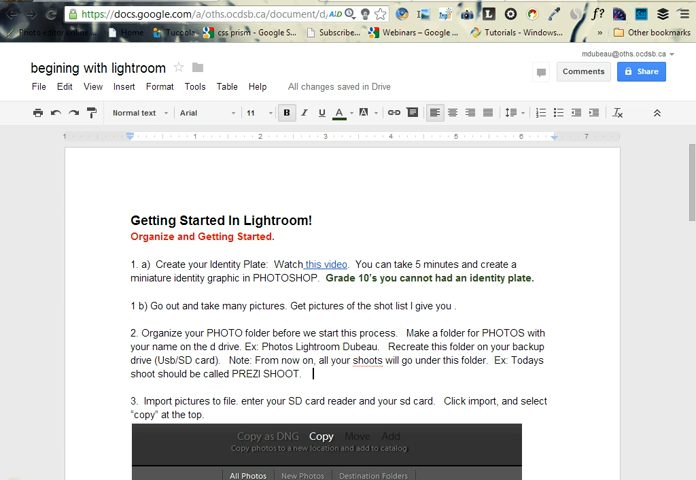 https://docs.google.com/a/oths.ocdsb.ca/document/d
Home
css prism - Google S...
Subscribe...
Webinars – Google ...
Tutorials - Windows...
Other bookmarks
mdubeau@oths.ocdsb.ca
begining with lightroom
Comments
Share
File Edit View Insert Format Tools Table Help All changes saved in Drive
Normal text Arial 11 B I U A A
1 1 2 3 4 5 6 7
Getting Started In Lightroom!
Organize and Getting Started.
1. a) Create your Identity Plate: Watch this video. You can take 5 minutes and create a
miniature identity graphic in PHOTOSHOP. Grade 10's you cannot had an identity plate.
1 b) Go out and take many pictures. Get pictures of the shot list I give you .
2. Organize your PHOTO folder before we start this process. Make a folder for PHOTOS with
your name on the d drive. Ex: Photos Lightroom Dubeau. Recreate this folder on your backup
drive (Usb/SD card). Note: From now on, all your shoots will go under this folder. Ex: Todays
shoot should be called PREZI SHOOT.
3. Import pictures to file. enter your SD card reader and your sd card. Click import, and select
“copy” at the top.
Copy as DNG Copy Move Add
Copy photos to a new location and add to catalog
All Photos New Photos Destination Folders